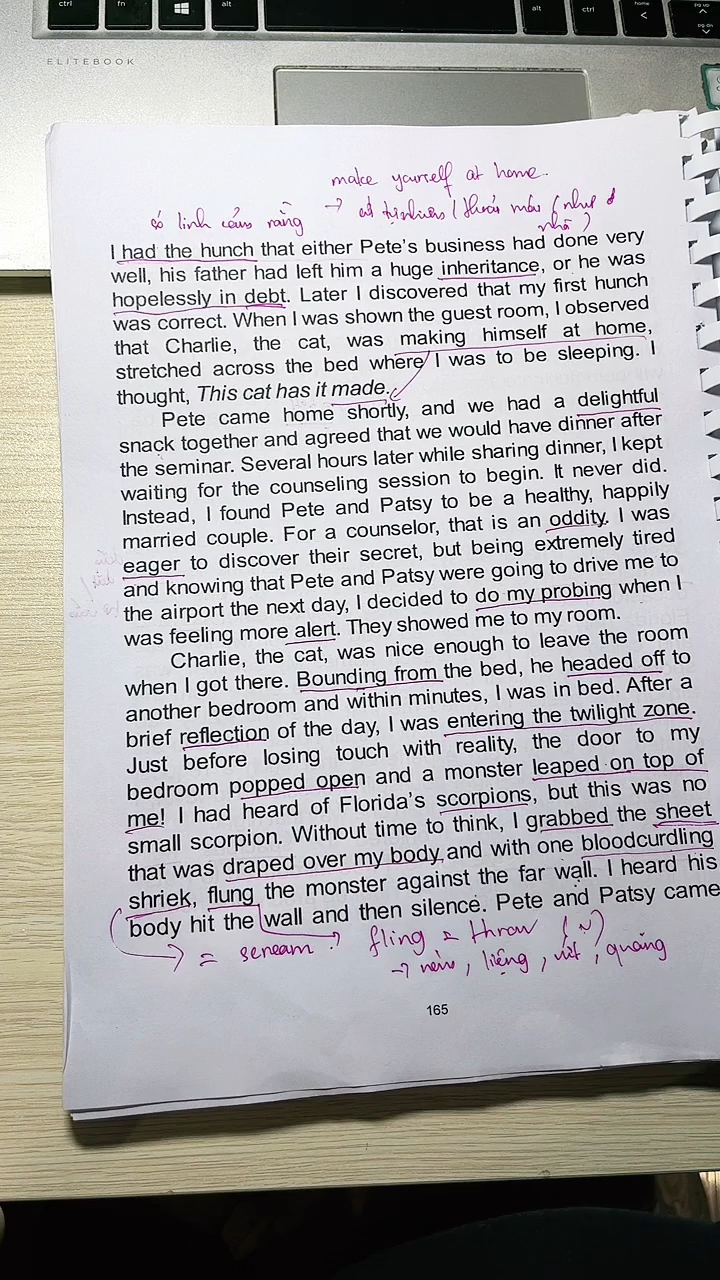 ctrl fn alt alt ctrl home pg up pg dn
ELITEBOOK
make yourself at home.
có linh cảm rằng → cứ tự nhiên / thoải mái (như ở
nhà)
I had the hunch that either Pete's business had done very
well, his father had left him a huge inheritance, or he was
hopelessly in debt. Later I discovered that my first hunch
was correct. When I was shown the guest room, I observed
that Charlie, the cat, was making himself at home,
stretched across the bed where I was to be sleeping. I
thought, This cat has it made.
Pete came home shortly, and we had a delightful
snack together and agreed that we would have dinner after
the seminar. Several hours later while sharing dinner, I kept
waiting for the counseling session to begin. It never did.
Instead, I found Pete and Patsy to be a healthy, happily
married couple. For a counselor, that is an oddity. I was
eager to discover their secret, but being extremely tired
and knowing that Pete and Patsy were going to drive me to
the airport the next day, I decided to do my probing when I
was feeling more alert. They showed me to my room.
Charlie, the cat, was nice enough to leave the room
when I got there. Bounding from the bed, he headed off to
another bedroom and within minutes, I was in bed. After a
brief reflection of the day, I was entering the twilight zone.
Just before losing touch with reality, the door to my
bedroom popped open and a monster leaped on top of
me! I had heard of Florida's scorpions, but this was no
small scorpion. Without time to think, I grabbed the sheet
that was draped over my body and with one bloodcurdling
shriek, flung the monster against the far wall. I heard his
body hit the wall and then silence. Pete and Patsy came
→ = scream → fling ≈ throw (v)
→ ném, liệng, vứt, quăng
165